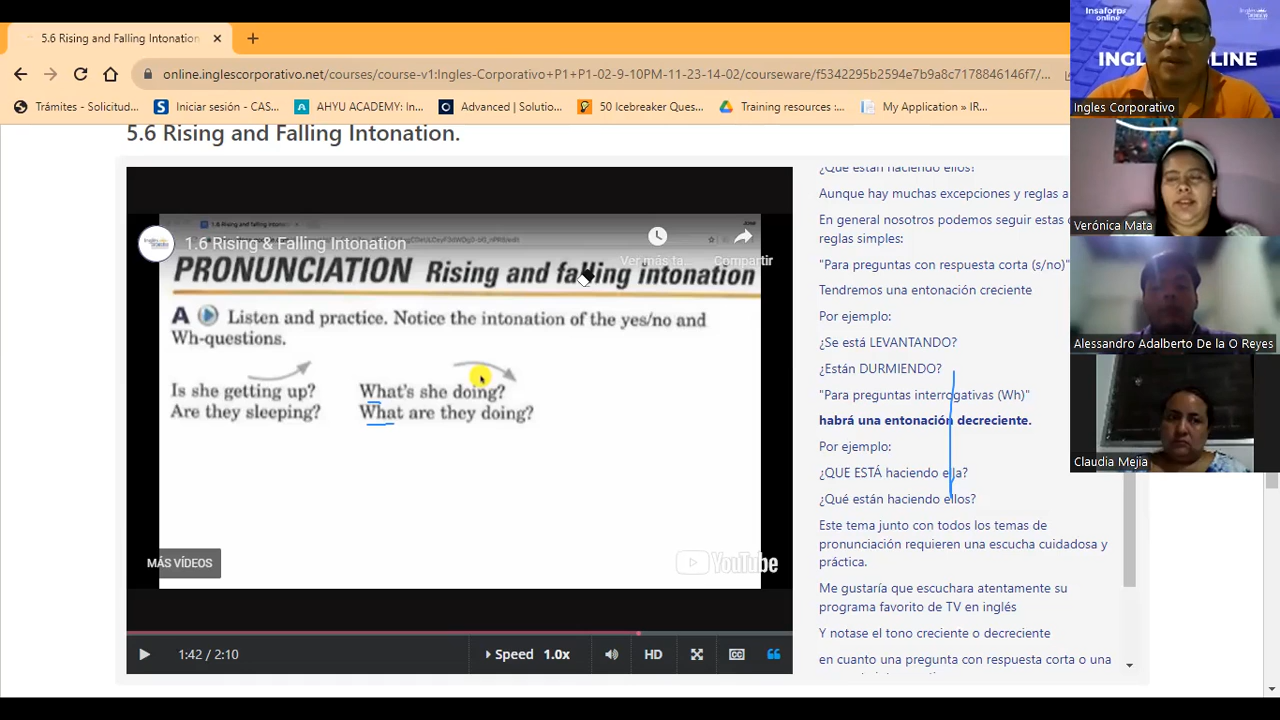 5.6 Rising and Falling Intonation
online.inglescorporativo.net/courses/course-v1:Ingles-Corporativo+P1+P1-02-9-10PM-11-23-14-02/courseware/f5342295b2594e7b9a8c7178846146f7/...
Trámites - Solicitud...
Iniciar sesión - CAS...
AHYU ACADEMY: In...
Advanced | Solutio...
50 Icebreaker Ques...
Training resources :...
My Application » IR...
5.6 Rising and Falling Intonation.
1.6 Rising & Falling Intonation
Ver más ta...
Compartir
PRONUNCIATION Rising and falling intonation
A Listen and practice. Notice the intonation of the yes/no and
Wh-questions.
Is she getting up? What's she doing?
Are they sleeping? What are they doing?
MÁS VÍDEOS
YouTube
1:42 / 2:10
Speed 1.0x
HD
¿Qué están haciendo ellos?
Aunque hay muchas excepciones y reglas a
En general nosotros podemos seguir estas
reglas simples:
"Para preguntas con respuesta corta (s/no)"
Tendremos una entonación creciente
Por ejemplo:
¿Se está LEVANTANDO?
¿Están DURMIENDO?
"Para preguntas interrogativas (Wh)"
habrá una entonación decreciente.
Por ejemplo:
¿QUE ESTÁ haciendo ella?
¿Qué están haciendo ellos?
Este tema junto con todos los temas de
pronunciación requieren una escucha cuidadosa y
práctica.
Me gustaría que escuchara atentamente su
programa favorito de TV en inglés
Y notase el tono creciente o decreciente
en cuanto una pregunta con respuesta corta o una
Insaforp
online
Ingles Corporativo
Verónica Mata
Alessandro Adalberto De la O Reyes
Claudia Mejia